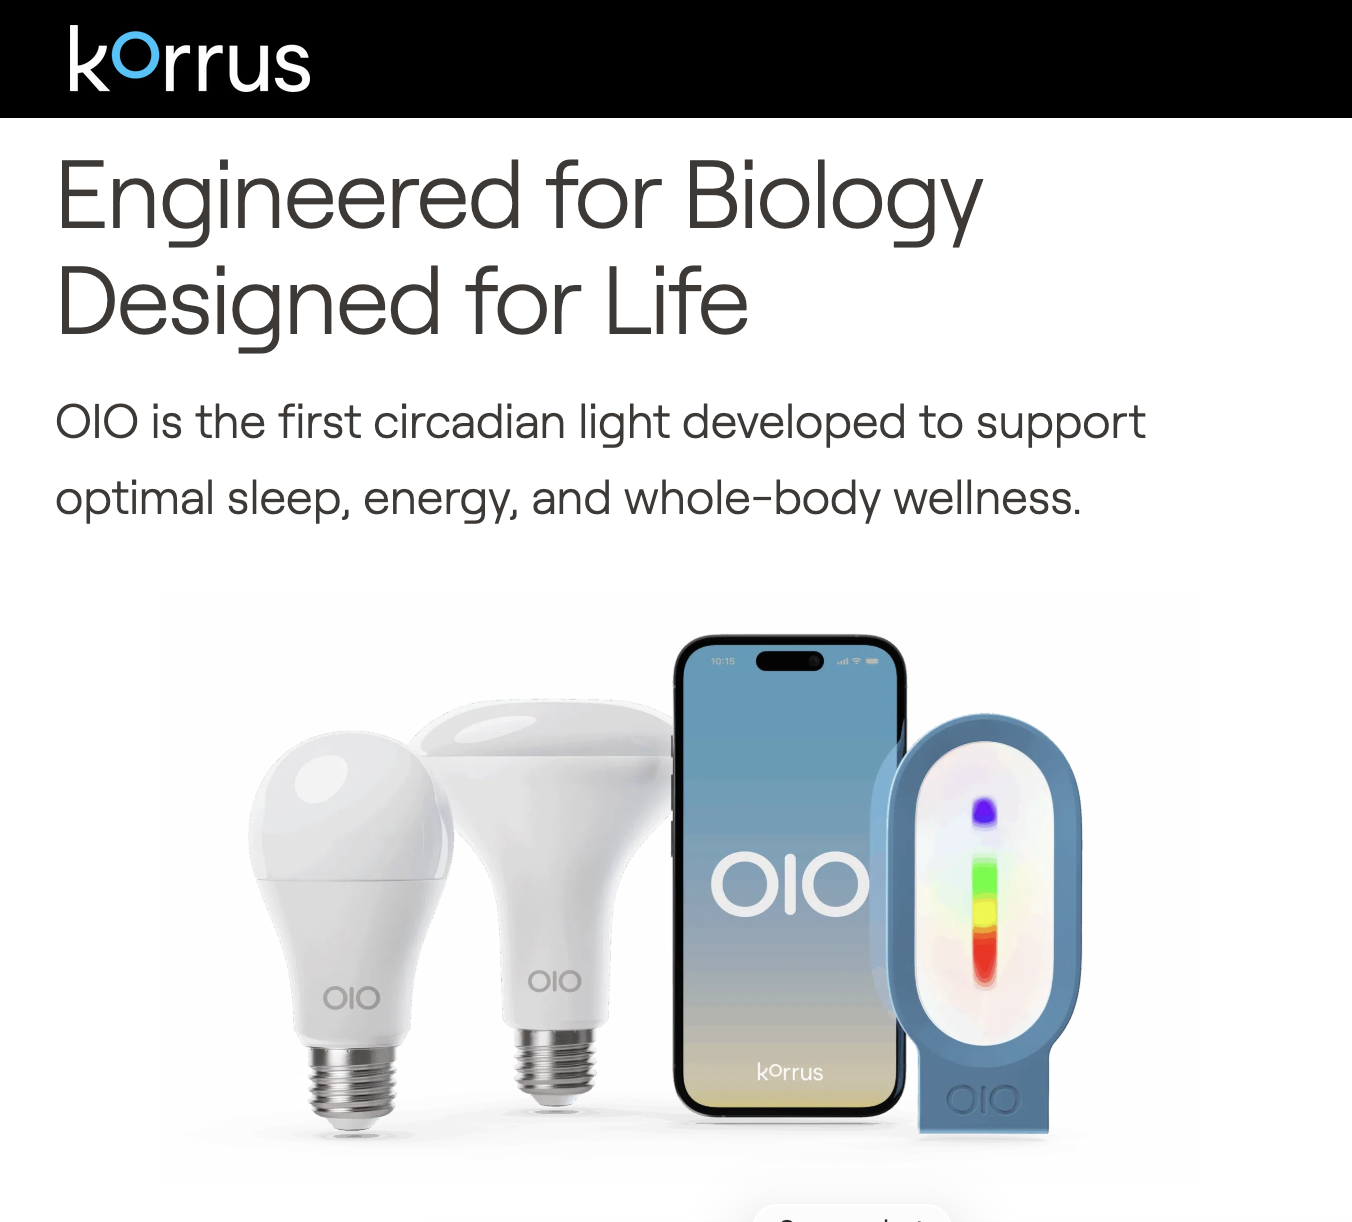 korrus
Engineered for Biology
Designed for Life
OIO is the first circadian light developed to support
optimal sleep, energy, and whole-body wellness.
10:15
OIO
OIO
OIO
korrus
OIO